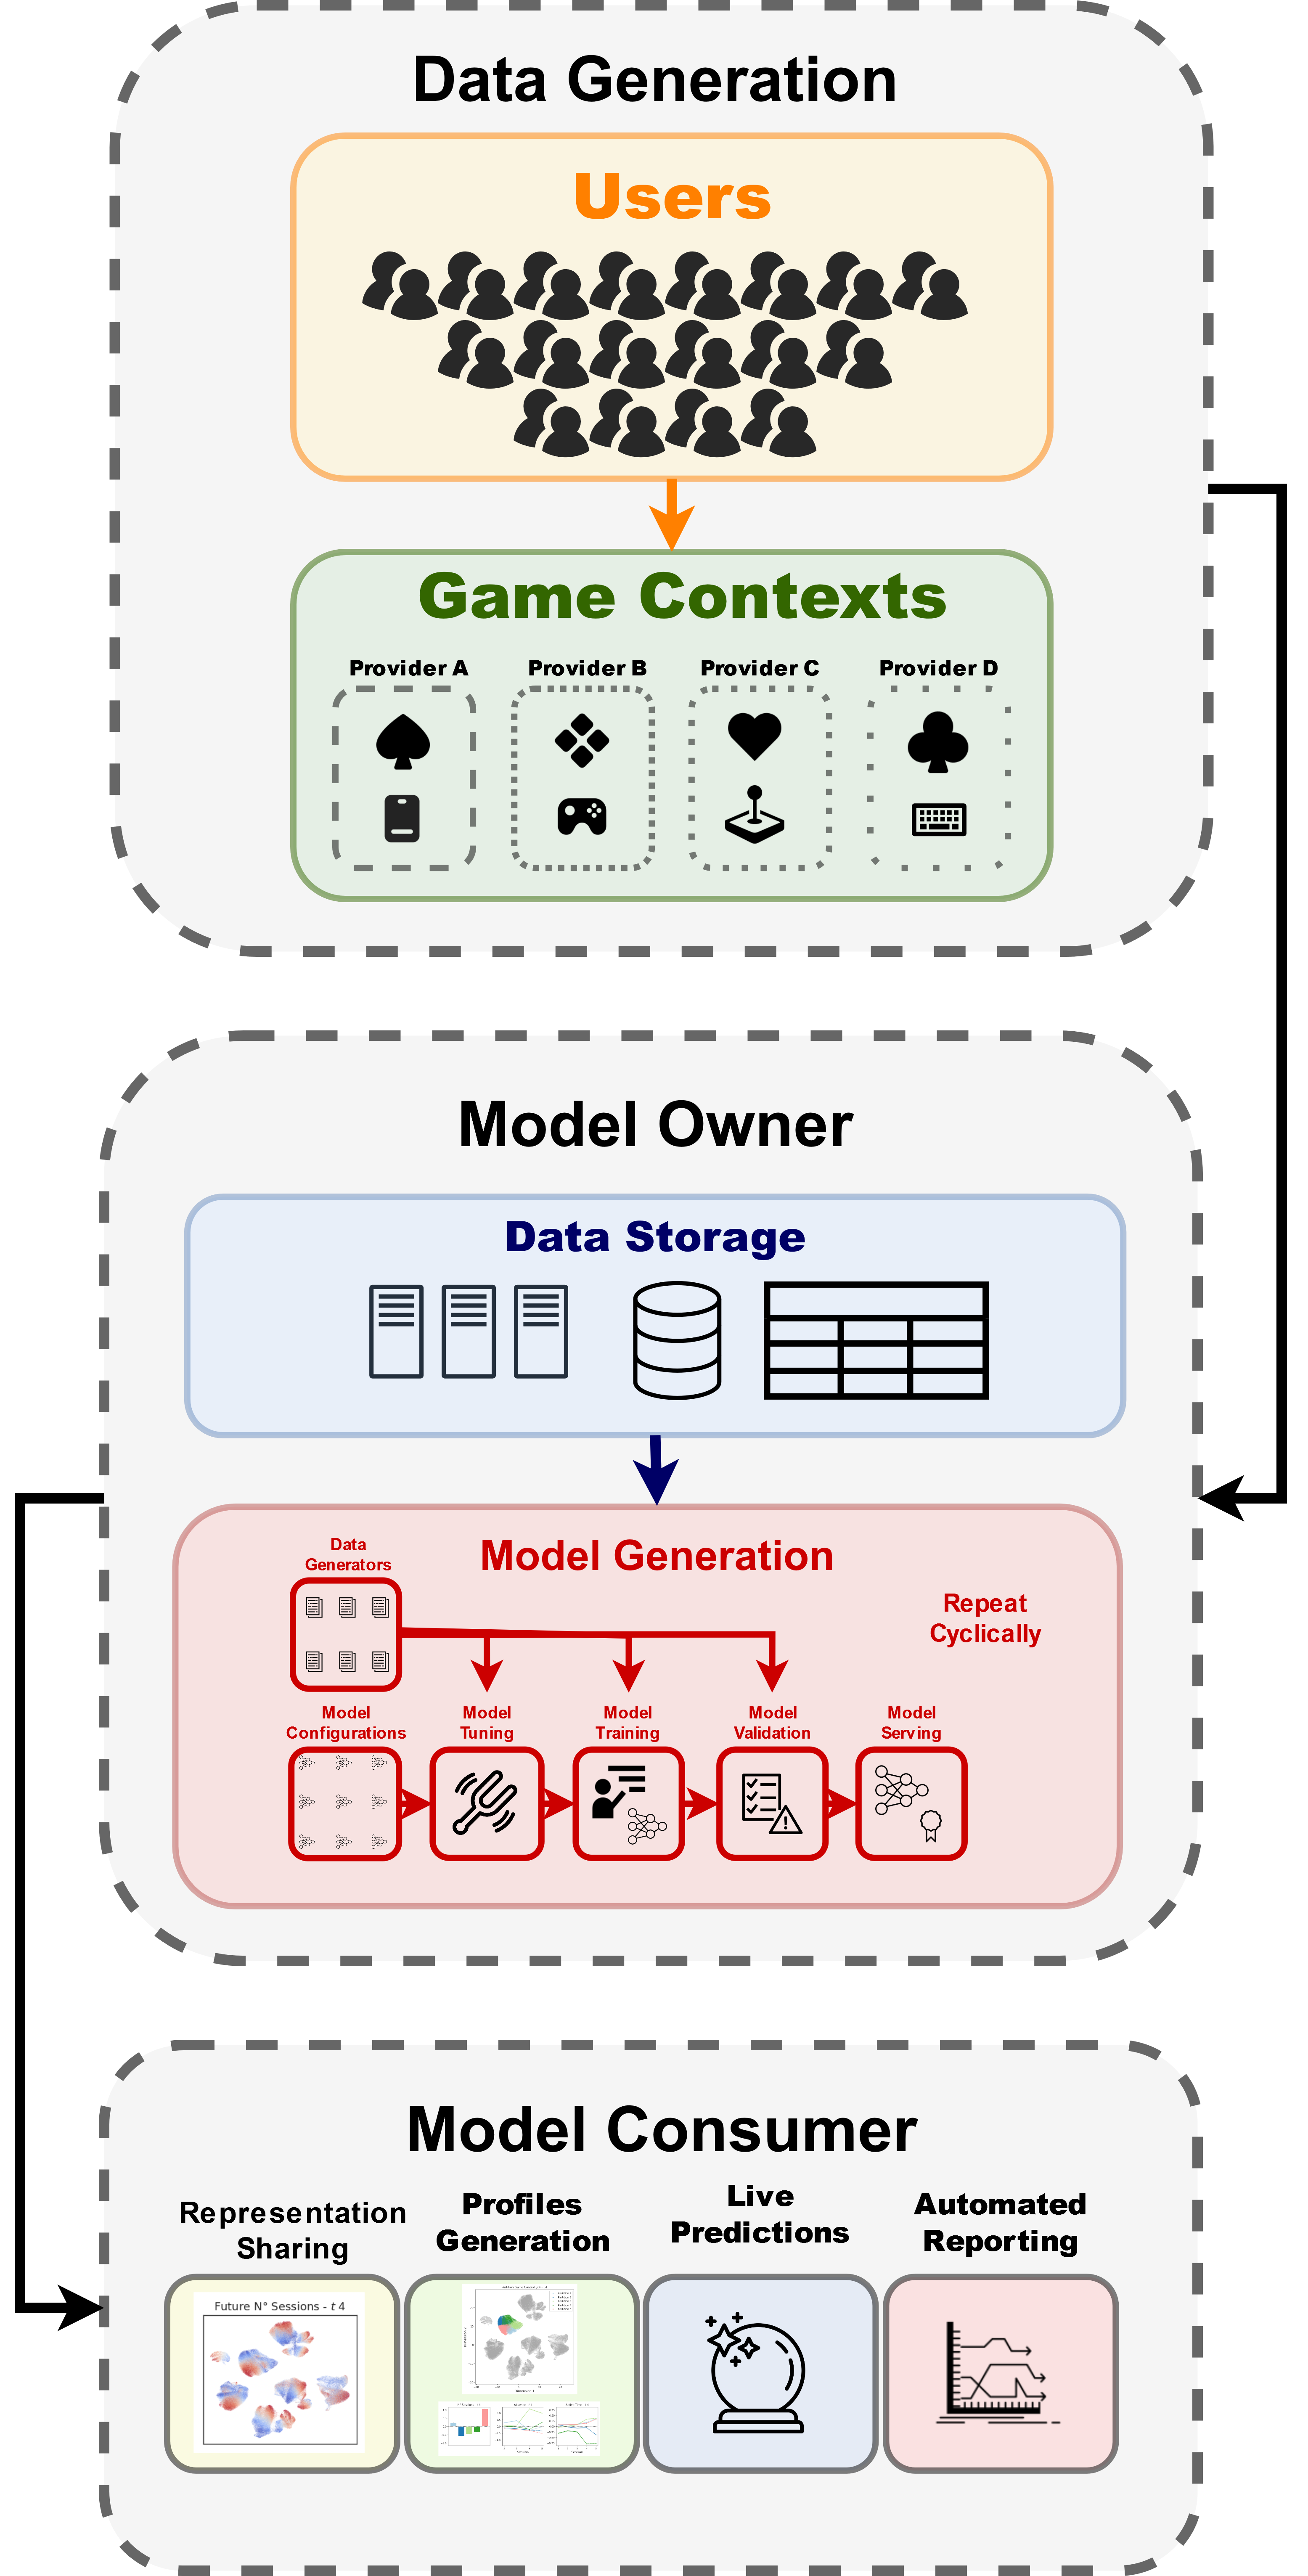 Data Generation
Users
Game Contexts
Provider A
Provider B
Provider C
Provider D
Model Owner
Data Storage
Model Generation
Data
Generators
Repeat
Cyclically
Model
Configurations
Model
Tuning
Model
Training
Model
Validation
Model
Serving
Model Consumer
Representation
Sharing
Profiles
Generation
Live
Predictions
Automated
Reporting
Future N° Sessions - t 4